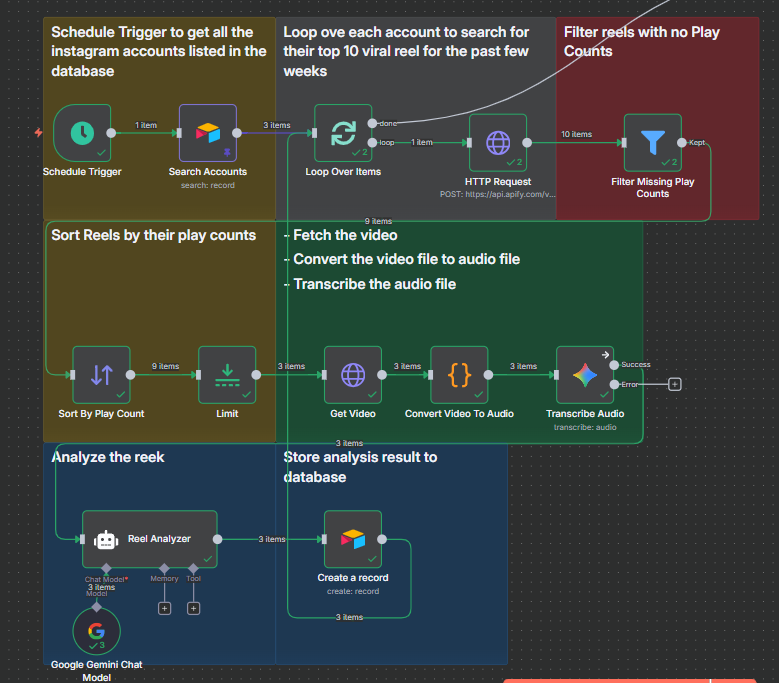 Schedule Trigger to get all the
instagram accounts listed in the
database
Loop ove each account to search for
their top 10 viral reel for the past few
weeks
Filter reels with no Play
Counts
1 item
3 items
done
loop
1 item
10 items
Kept
2
2
2
Schedule Trigger
Search Accounts
search: record
Loop Over Items
HTTP Request
POST: https://api.apify.com/v...
Filter Missing Play
Counts
9 items
Sort Reels by their play counts
- Fetch the video
- Convert the video file to audio file
- Transcribe the audio file
9 items
3 items
3 items
3 items
Success
Error
Sort By Play Count
Limit
Get Video
Convert Video To Audio
Transcribe Audio
transcribe: audio
3 items
Analyze the reek
Store analysis result to
database
Reel Analyzer
3 items
Chat Model*
Memory
Tool
3 items
Model
Create a record
create: record
3 items
3
Google Gemini Chat
Model